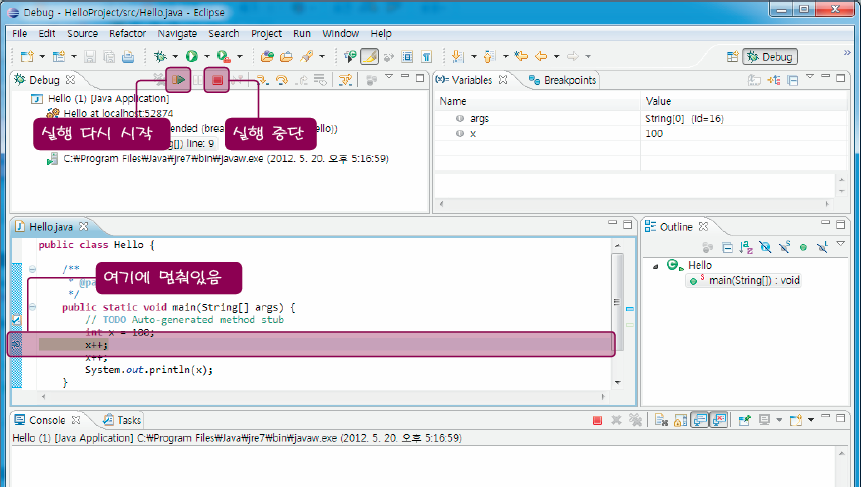 Debug - HelloProject/src/Hello.java - Eclipse
File Edit Source Refactor Navigate Search Project Run Window Help
Debug
Debug
Hello (1) [Java Application]
Hello at localhost:52874
실행 다시 시작
실행 중단
ended (breа
ello)]
[]) line: 9
C:₩Program Files₩Java₩jre7₩bin₩javaw.exe (2012. 5. 20. 오후 5:16:59)
Variables
Breakpoints
Name Value
args String[0] (id=16)
x 100
Hello.java
public class Hello {
/**
* @pa
여기에 멈춰있음
*/
public static void main(String[] args) {
// TODO Auto-generated method stub
int x = 100;
x++;
x++;
System.out.println(x);
}
Outline
Hello
main(String[]) : void
Console
Tasks
Hello (1) [Java Application] C:₩Program Files₩Java₩jre7₩bin₩javaw.exe (2012. 5. 20. 오후 5:16:59)